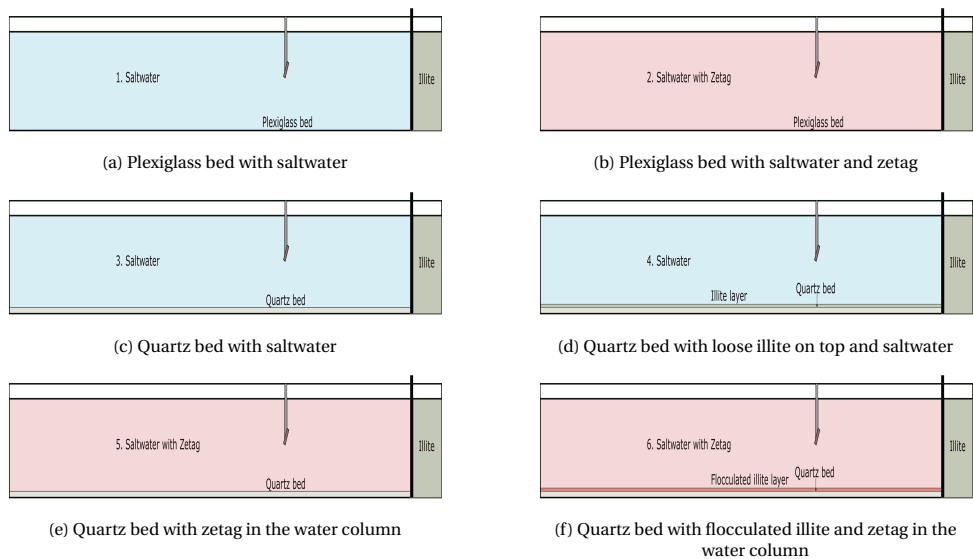 1. Saltwater
Illite
Plexiglass bed
(a) Plexiglass bed with saltwater
2. Saltwater with Zetag
Illite
Plexiglass bed
(b) Plexiglass bed with saltwater and zetag
3. Saltwater
Illite
Quartz bed
(c) Quartz bed with saltwater
4. Saltwater
Illite
Quartz bed
Illite layer
(d) Quartz bed with loose illite on top and saltwater
5. Saltwater with Zetag
Illite
Quartz bed
(e) Quartz bed with zetag in the water column
6. Saltwater with Zetag
Illite
Quartz bed
Flocculated illite layer
(f) Quartz bed with flocculated illite and zetag in the
water column